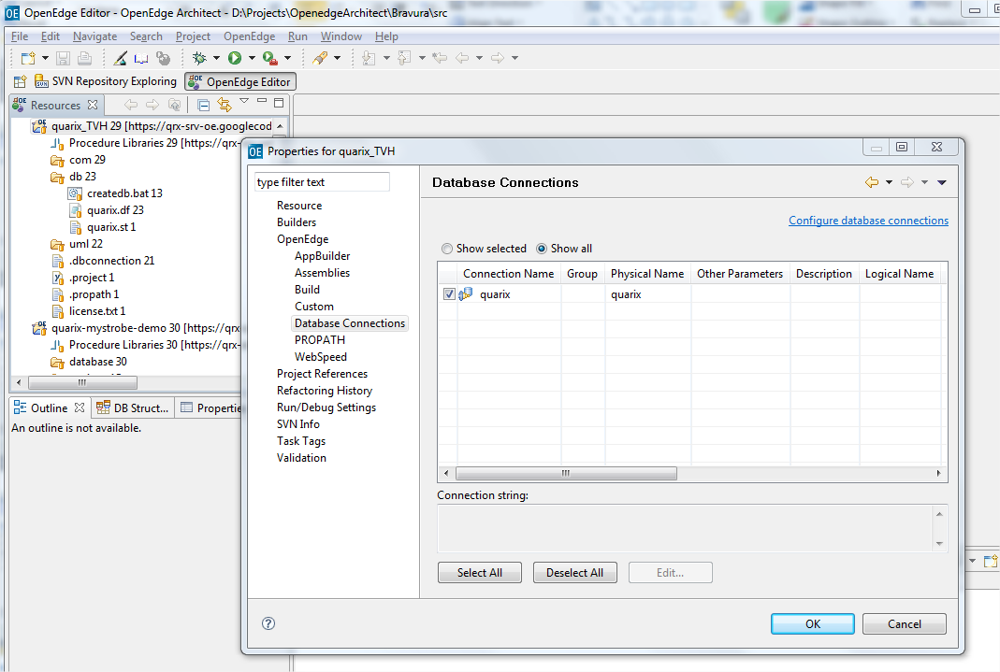 OE OpenEdge Editor - OpenEdge Architect - D:\Projects\OpenedgeArchitect\Bravura\src
File Edit Navigate Search Project OpenEdge Run Window Help
SVN Repository Exploring OpenEdge Editor
Resources
quarix_TVH 29 [https://qrx-srv-oe.googlecod
Procedure Libraries 29 [https://qrx-
com 29
db 23
createdb.bat 13
quarix.df 23
quarix.st 1
uml 22
.dbconnection 21
.project 1
.propath 1
license.txt 1
quarix-mystrobe-demo 30 [https://qrx
Procedure Libraries 30 [https://qrx-
database 30
Outline DB Struct... Propertie
An outline is not available.
OE Properties for quarix_TVH
type filter text
Resource
Builders
OpenEdge
AppBuilder
Assemblies
Build
Custom
Database Connections
PROPATH
WebSpeed
Project References
Refactoring History
Run/Debug Settings
SVN Info
Task Tags
Validation
Database Connections
Configure database connections
Show selected Show all
Connection Name Group Physical Name Other Parameters Description Logical Name
quarix quarix
Connection string:
Select All Deselect All Edit...
OK Cancel